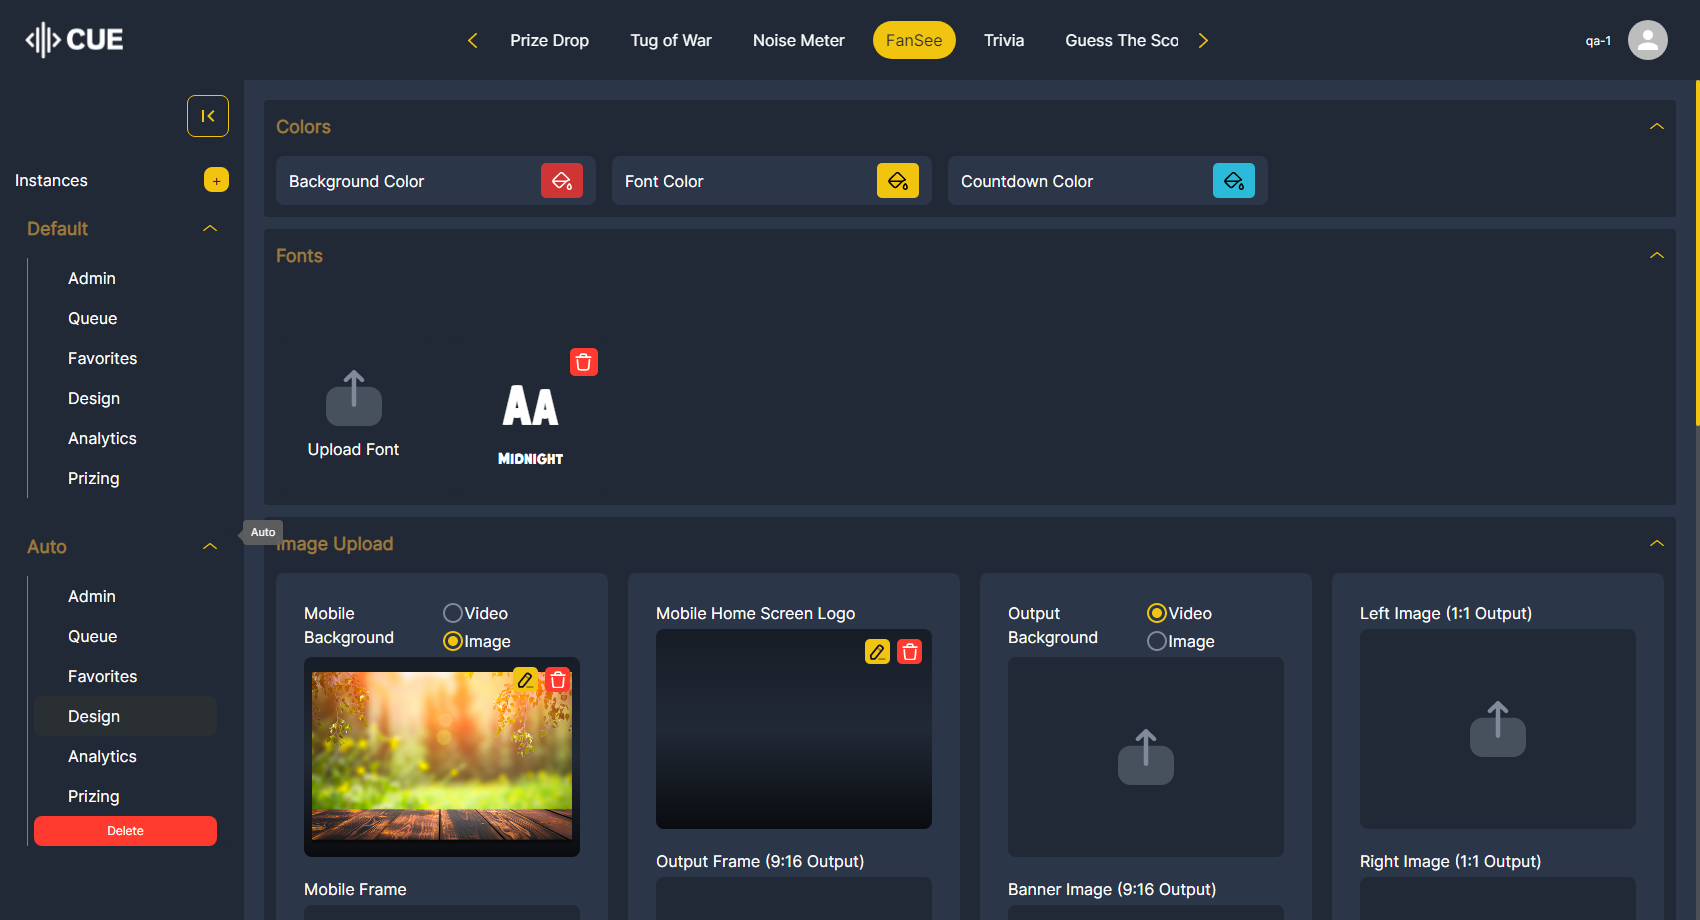 CUE
Prize Drop
Tug of War
Noise Meter
FanSee
Trivia
Guess The Sco
qa-1
Instances
+
Default
Admin
Queue
Favorites
Design
Analytics
Prizing
Auto
Admin
Queue
Favorites
Design
Analytics
Prizing
Delete
Auto
Colors
Background Color
Font Color
Countdown Color
Fonts
Upload Font
AA
MIDNIGHT
Image Upload
Mobile
Background
Video
Image
Mobile Home Screen Logo
Output
Background
Video
Image
Left Image (1:1 Output)
Mobile Frame
Output Frame (9:16 Output)
Banner Image (9:16 Output)
Right Image (1:1 Output)